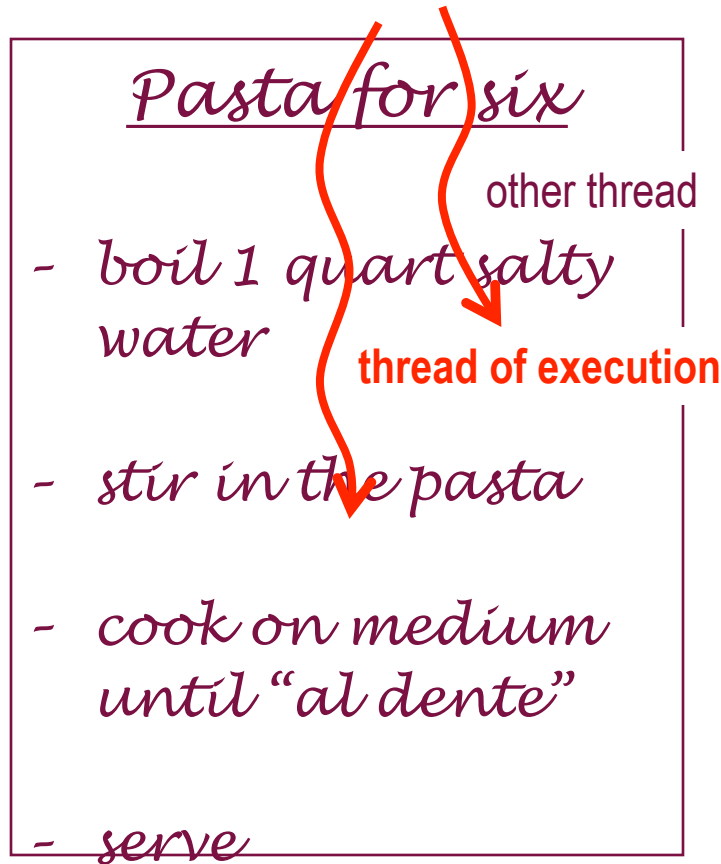 Pasta for six
other thread
- boil 1 quart salty
water
thread of execution
- stir in the pasta
- cook on medium
until “al dente”
- serve